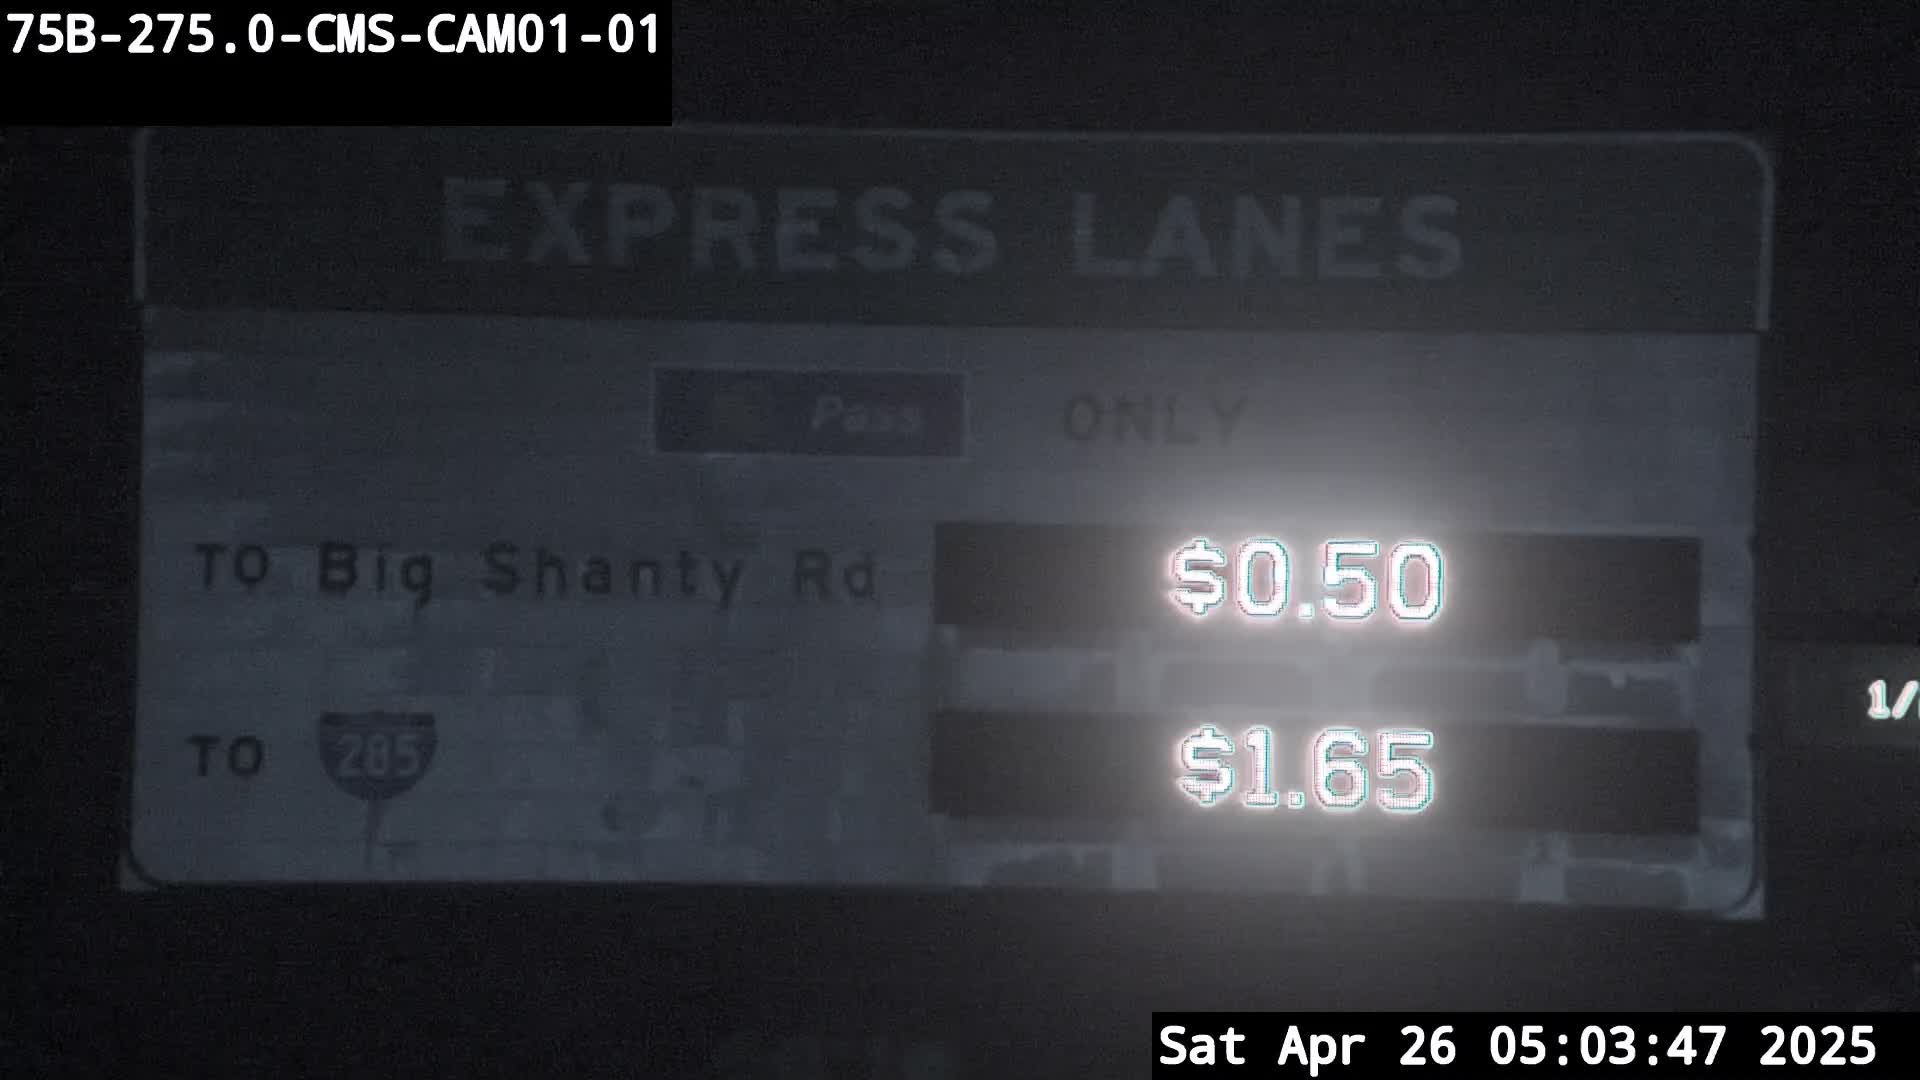 75B-275.0-CMS-CAM01-01
EXPRESS LANES
Pass ONLY
TO Big Shanty Rd $0.50
TO 285 $1.65
1/
Sat Apr 26 05:03:47 2025